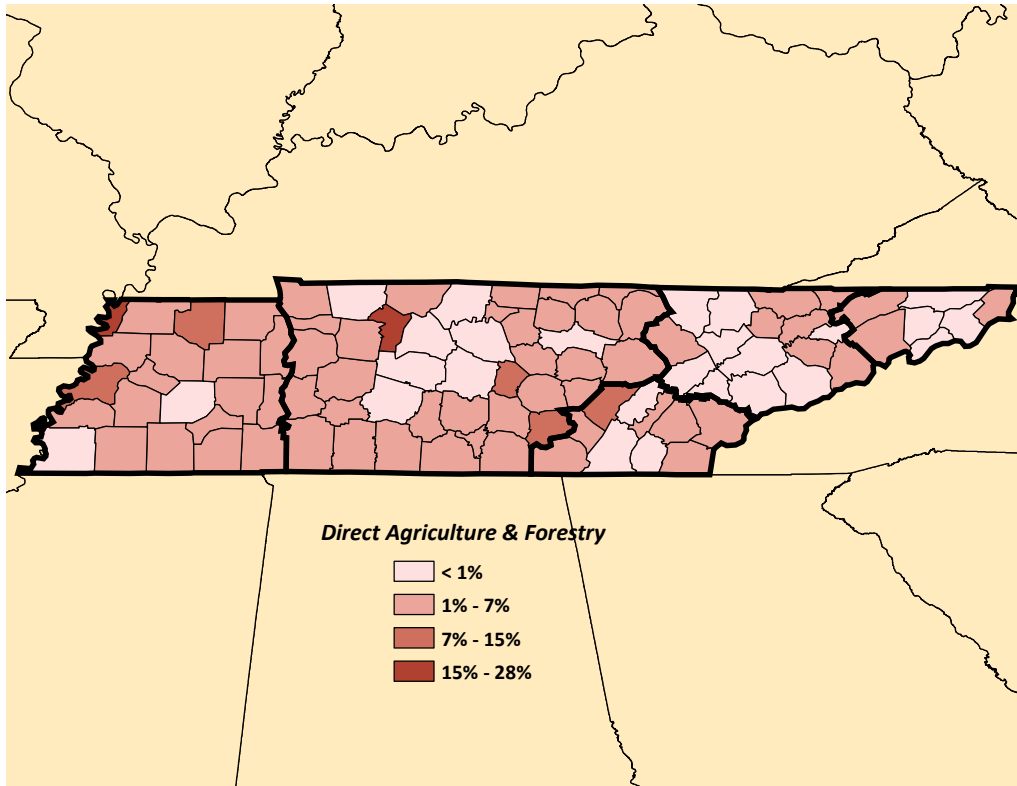 Direct Agriculture & Forestry
< 1%
1% - 7%
7% - 15%
15% - 28%